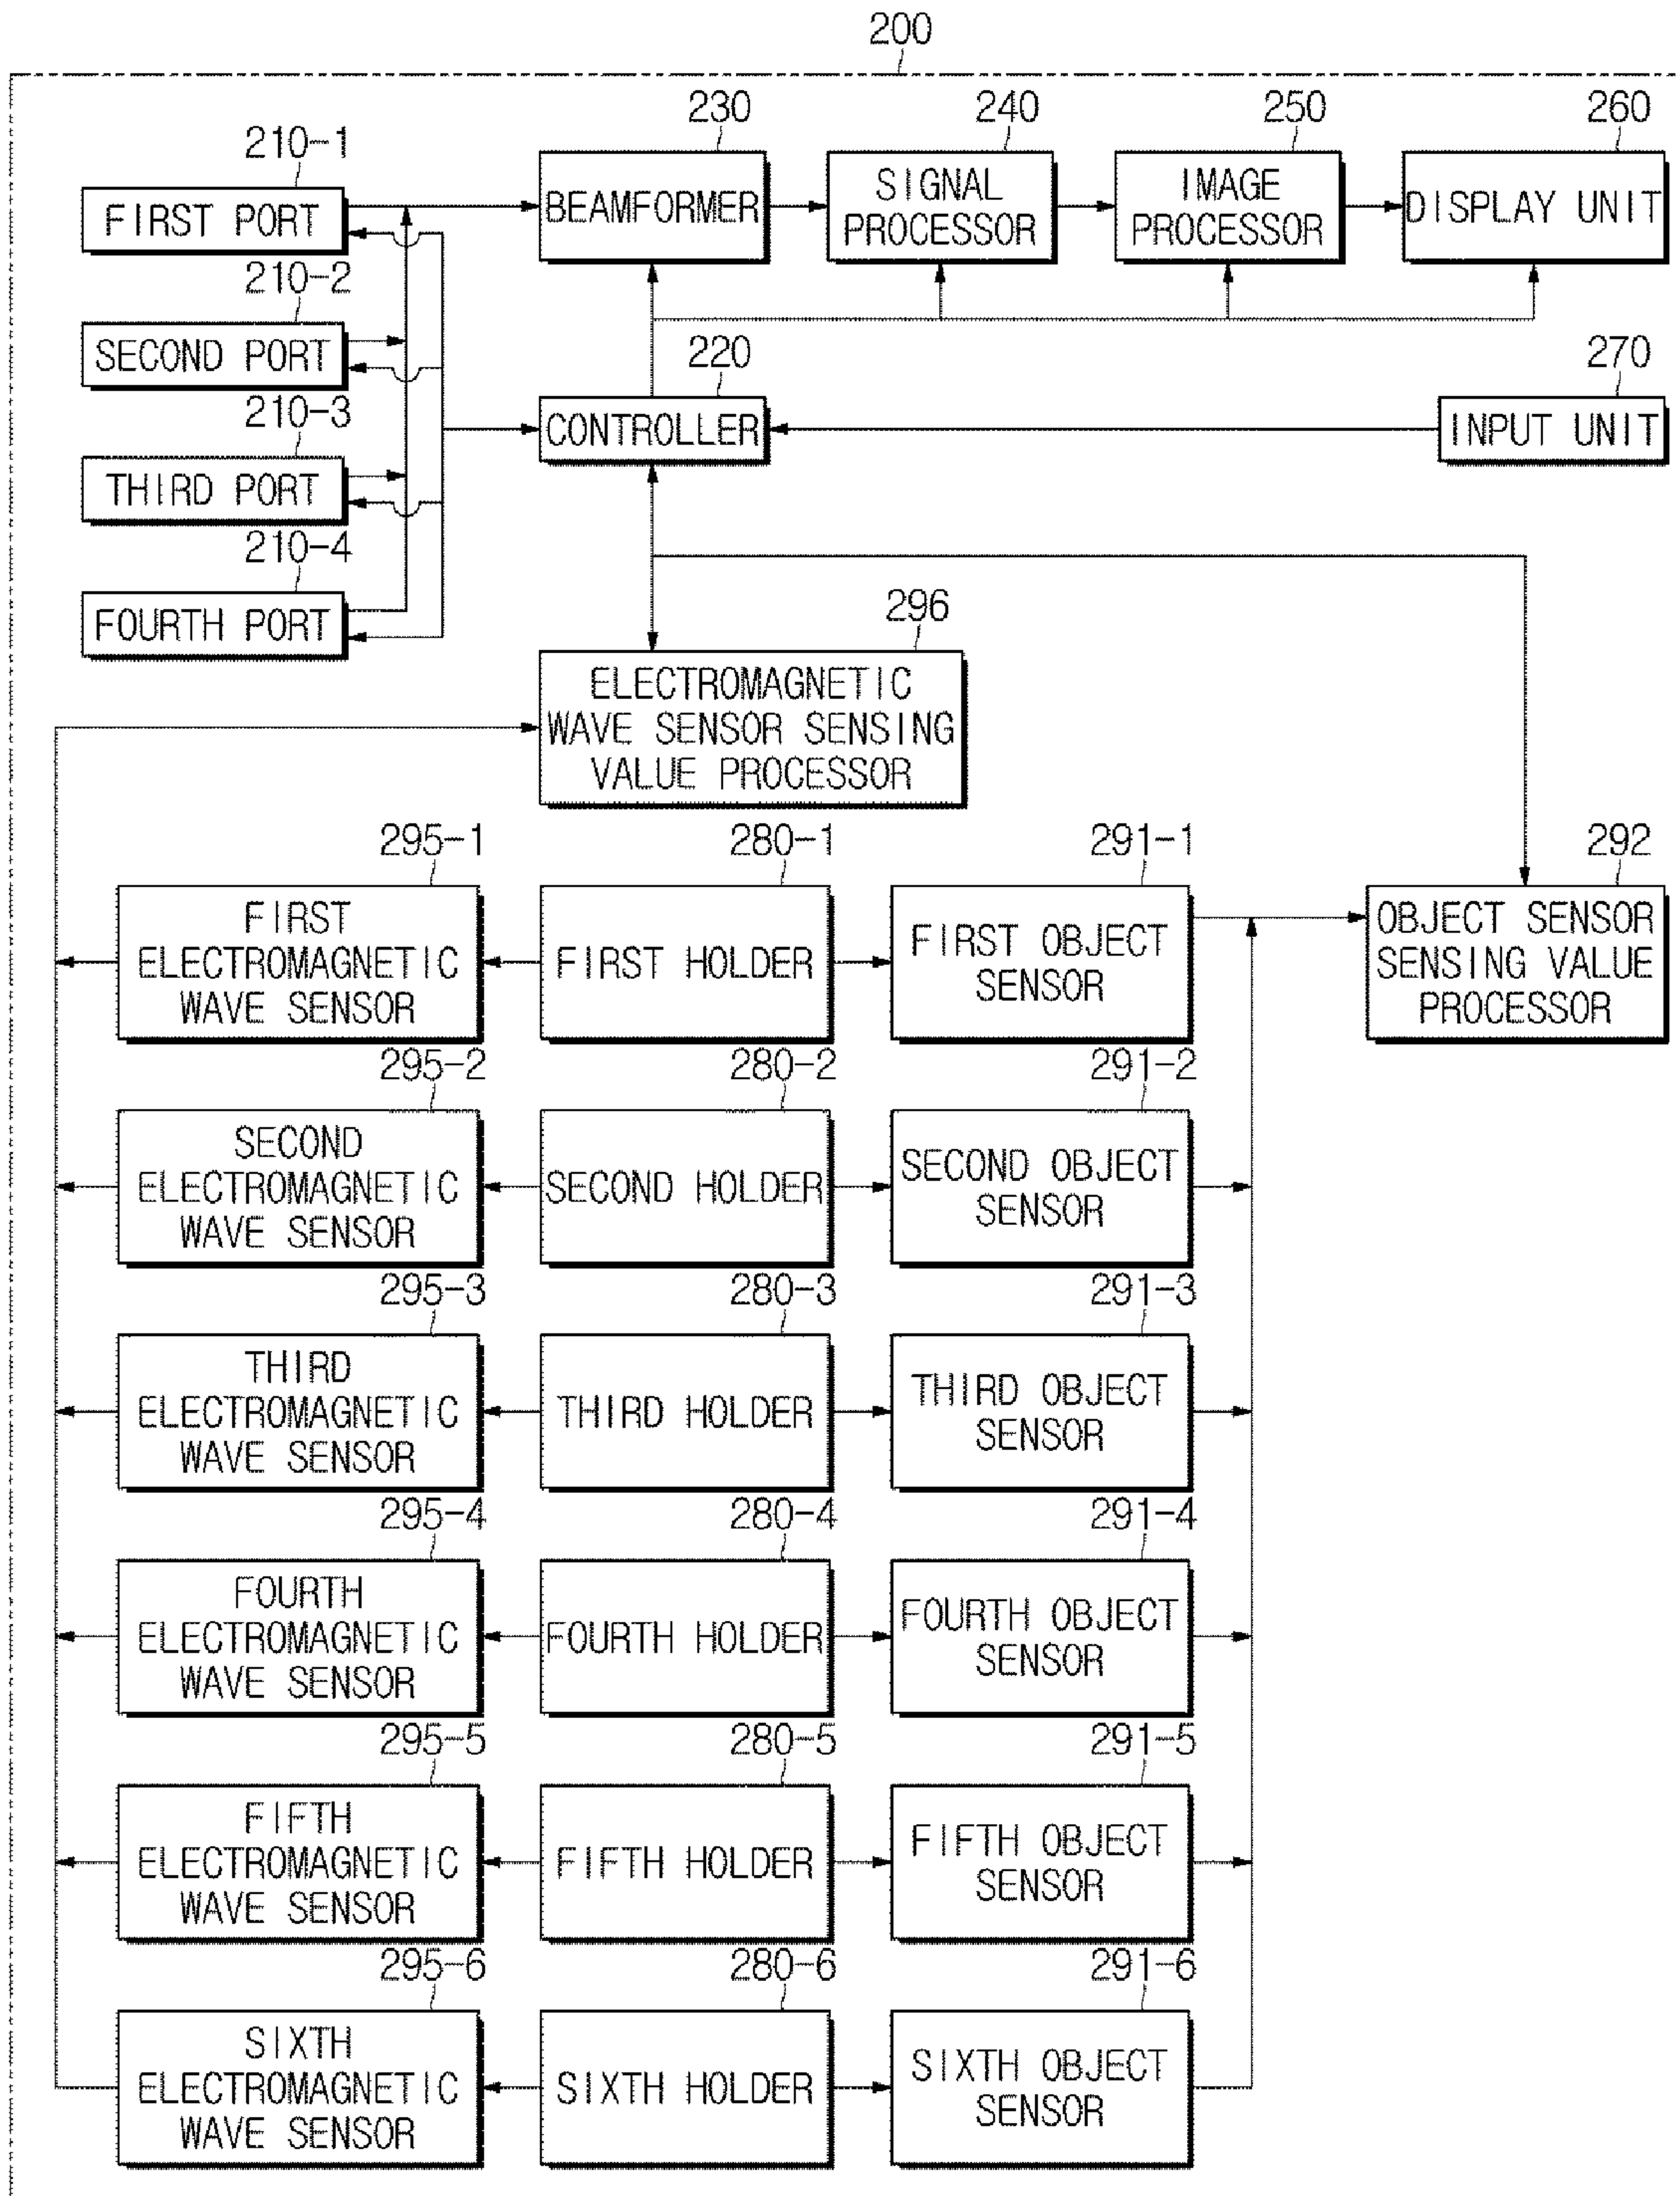 200
230
240
250
260
210-1
FIRST PORT
BEAMFORMER
SIGNAL
PROCESSOR
IMAGE
PROCESSOR
DISPLAY UNIT
210-2
SECOND PORT
220
270
210-3
CONTROLLER
INPUT UNIT
THIRD PORT
210-4
FOURTH PORT
296
ELECTROMAGNETIC
WAVE SENSOR SENSING
VALUE PROCESSOR
295-1
280-1
291-1
292
FIRST
ELECTROMAGNETIC
WAVE SENSOR
FIRST HOLDER
FIRST OBJECT
SENSOR
OBJECT SENSOR
SENSING VALUE
PROCESSOR
295-2
280-2
291-2
SECOND
ELECTROMAGNETIC
WAVE SENSOR
SECOND HOLDER
SECOND OBJECT
SENSOR
295-3
280-3
291-3
THIRD
ELECTROMAGNETIC
WAVE SENSOR
THIRD HOLDER
THIRD OBJECT
SENSOR
295-4
280-4
291-4
FOURTH
ELECTROMAGNETIC
WAVE SENSOR
FOURTH HOLDER
FOURTH OBJECT
SENSOR
295-5
280-5
291-5
FIFTH
ELECTROMAGNETIC
WAVE SENSOR
FIFTH HOLDER
FIFTH OBJECT
SENSOR
295-6
280-6
291-6
SIXTH
ELECTROMAGNETIC
WAVE SENSOR
SIXTH HOLDER
SIXTH OBJECT
SENSOR